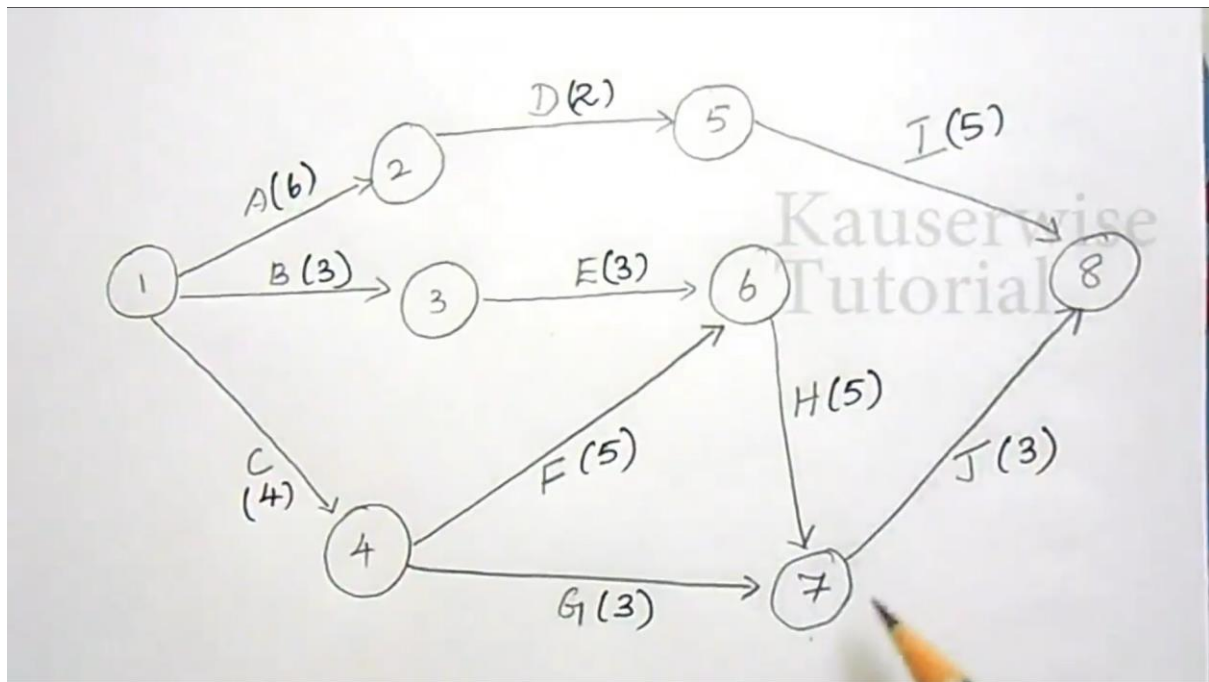 D(2)
5
I(5)
2
A(6)
Kauserwise
Tutorial
1
B(3)
3
E(3)
6
8
H(5)
C
(4)
F(5)
J(3)
4
G(3)
7